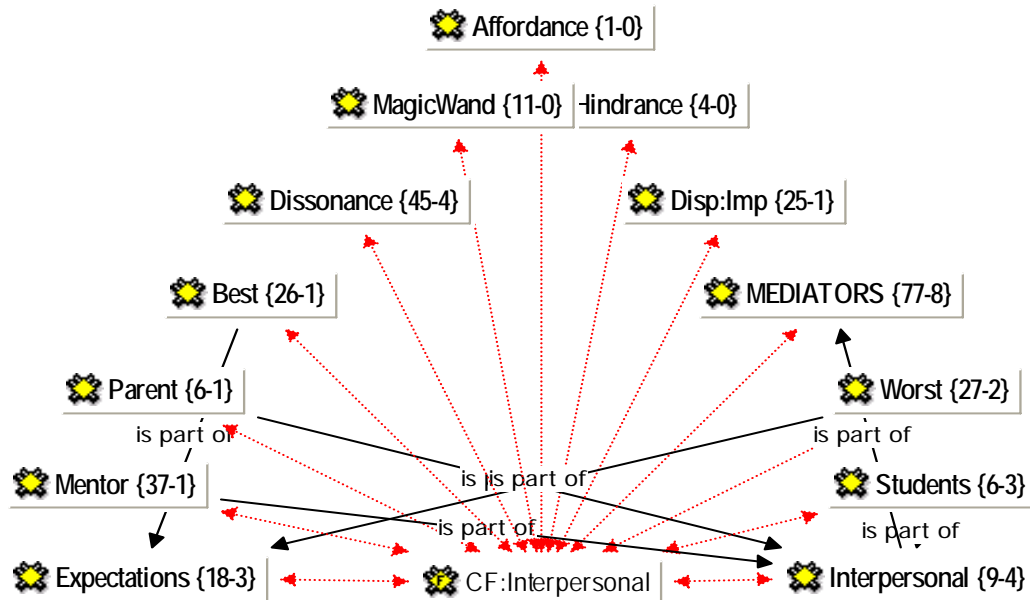 Affordance {1-0}
MagicWand {11-0}
Hindrance {4-0}
Dissonance {45-4}
Disp:Imp {25-1}
Best {26-1}
MEDIATORS {77-8}
Parent {6-1}
Worst {27-2}
is part of
is part of
is
is part of
Mentor {37-1}
Students {6-3}
is part of
is part of
Expectations {18-3}
CF:Interpersonal
Interpersonal {9-4}